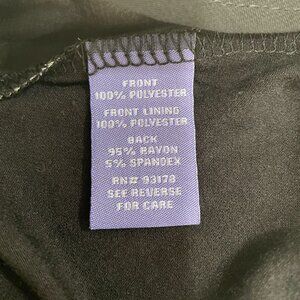 FRONT
100% POLYESTER
FRONT LINING
100% POLYESTER
BACK
95% RAYON
5% SPANDEX
RN# 93178
SEE REVERSE
FOR CARE